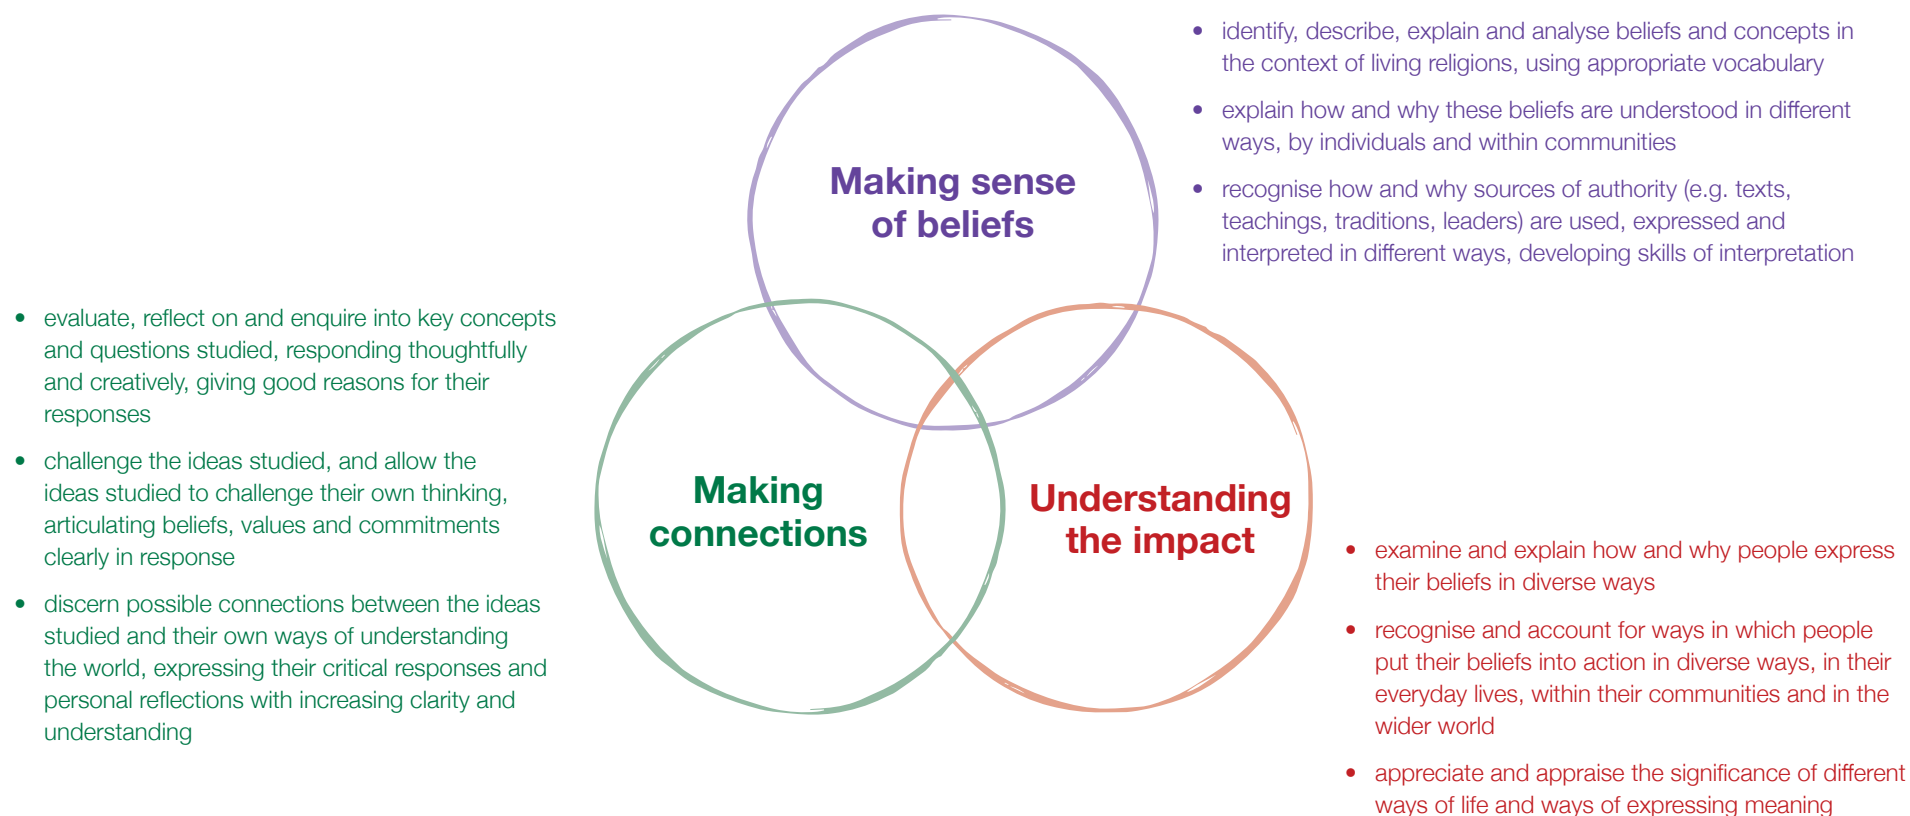 • identify, describe, explain and analyse beliefs and concepts in
the context of living religions, using appropriate vocabulary
• explain how and why these beliefs are understood in different
ways, by individuals and within communities
• recognise how and why sources of authority (e.g. texts,
teachings, traditions, leaders) are used, expressed and
interpreted in different ways, developing skills of interpretation
Making sense
of beliefs
• evaluate, reflect on and enquire into key concepts
and questions studied, responding thoughtfully
and creatively, giving good reasons for their
responses
• challenge the ideas studied, and allow the
ideas studied to challenge their own thinking,
articulating beliefs, values and commitments
clearly in response
• discern possible connections between the ideas
studied and their own ways of understanding
the world, expressing their critical responses and
personal reflections with increasing clarity and
understanding
Making
connections
Understanding
the impact
• examine and explain how and why people express
their beliefs in diverse ways
• recognise and account for ways in which people
put their beliefs into action in diverse ways, in their
everyday lives, within their communities and in the
wider world
• appreciate and appraise the significance of different
ways of life and ways of expressing meaning